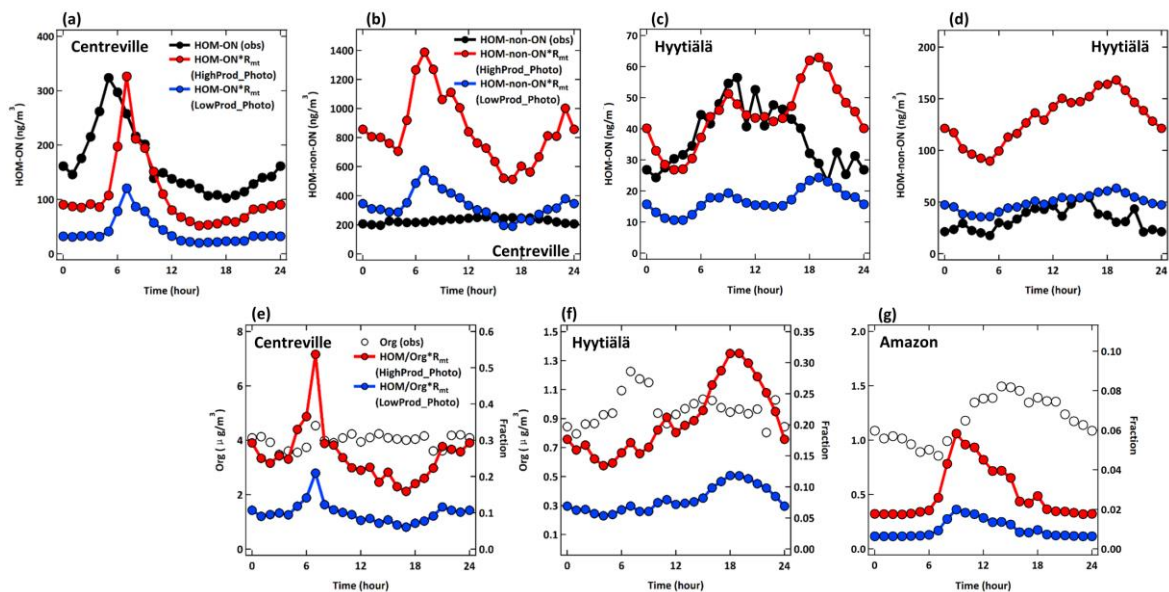 (a)
Centreville
HOM-ON (obs)
HOM-ON*Rmt
(HighProd_Photo)
HOM-ON*Rmt
(LowProd_Photo)
HOM-ON (ng/m³)
400
300
200
100
0
0 6 12 18 24
Time (hour)
(b)
HOM-non-ON (obs)
HOM-non-ON*Rmt
(HighProd_Photo)
HOM-non-ON*Rmt
(LowProd_Photo)
Centreville
HOM-non-ON (ng/m³)
1400
1200
1000
800
600
400
200
0
0 6 12 18 24
Time (hour)
(c)
Hyytiälä
HOM-ON (ng/m³)
70
60
50
40
30
20
10
0
0 6 12 18 24
Time (hour)
(d)
Hyytiälä
HOM-non-ON (ng/m³)
200
150
100
50
0
0 6 12 18 24
Time (hour)
(e)
Centreville
Org (obs)
HOM/Org*Rmt
(HighProd_Photo)
HOM/Org*Rmt
(LowProd_Photo)
Org (μg/m³)
8
6
4
2
0
Fraction
0.6
0.5
0.4
0.3
0.2
0.1
0.0
0 6 12 18 24
Time (hour)
(f)
Hyytiälä
Org (μg/m³)
1.5
1.3
1.1
0.9
0.7
0.5
0.3
0.1
Fraction
0.35
0.30
0.25
0.20
0.15
0.10
0.05
0.00
0 6 12 18 24
Time (hour)
(g)
Amazon
Org (μg/m³)
2.0
1.5
1.0
0.5
0.0
Fraction
0.10
0.08
0.06
0.04
0.02
0.00
0 6 12 18 24
Time (hour)